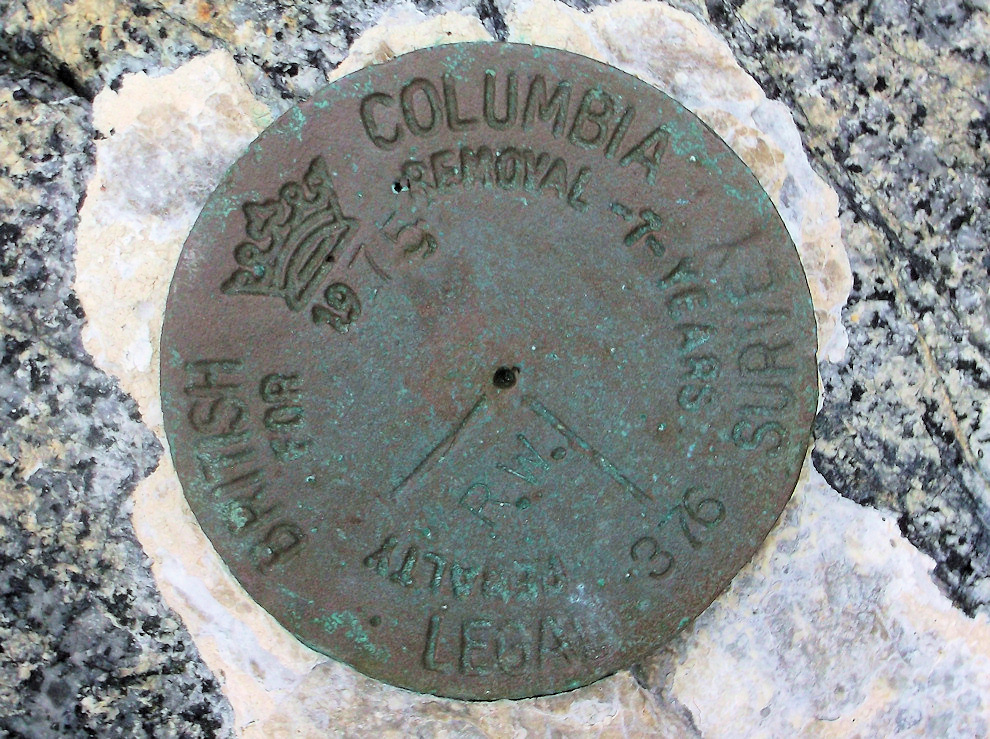 LEGAL
BRITISH COLUMBIA
SURVEY
PENALTY
FOR
REMOVAL -7- YEARS
1975
R.W.
376